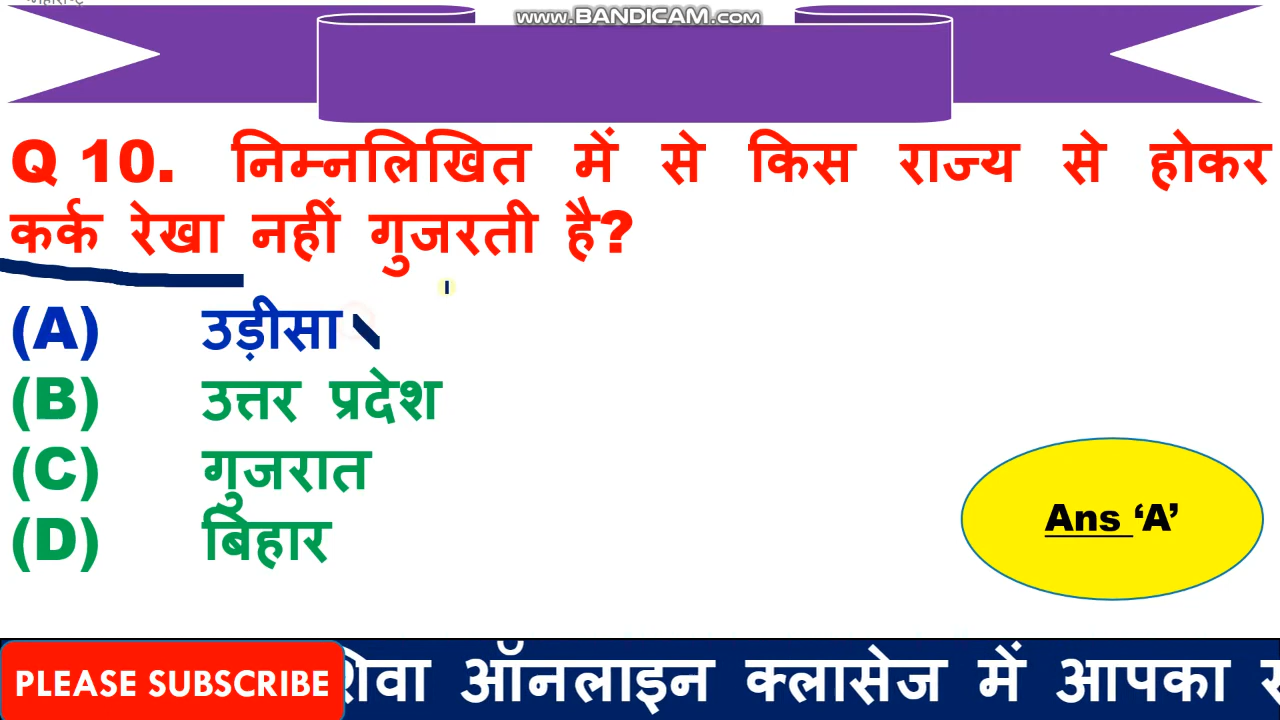 www.BANDICAM.com
Q 10. निम्नलिखित में से किस राज्य से होकर
कर्क रेखा नहीं गुजरती है?
(A) उड़ीसा
(B) उत्तर प्रदेश
(C) गुजरात
(D) बिहार
Ans ‘A’
PLEASE SUBSCRIBE
शिवा ऑनलाइन क्लासेज में आपका